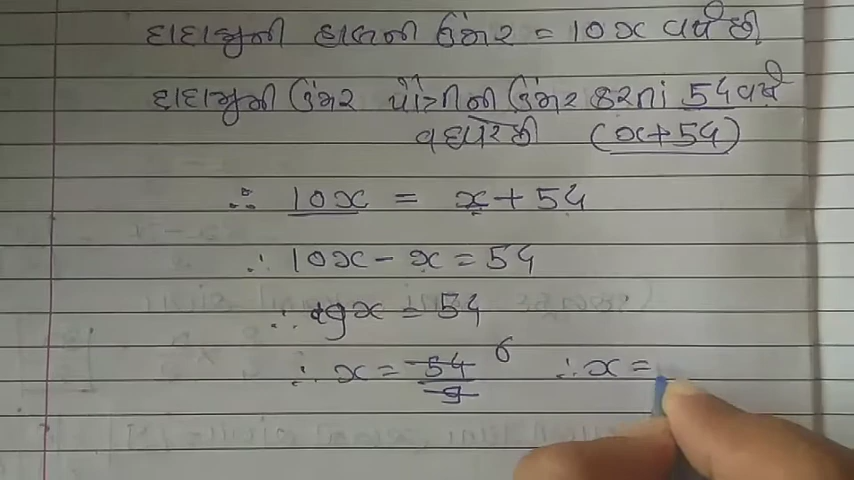 દાદાજીની હાલની ઉંમર = 10x વર્ષ છે.
દાદાજીની ઉંમર પૌત્રીની ઉંમર કરતાં 54 વર્ષ
વધારે છે (x+54)
∴ 10x = x + 54
∴ 10x - x = 54
∴ 9x = 54
∴ x = 54/9 6 ∴ x =